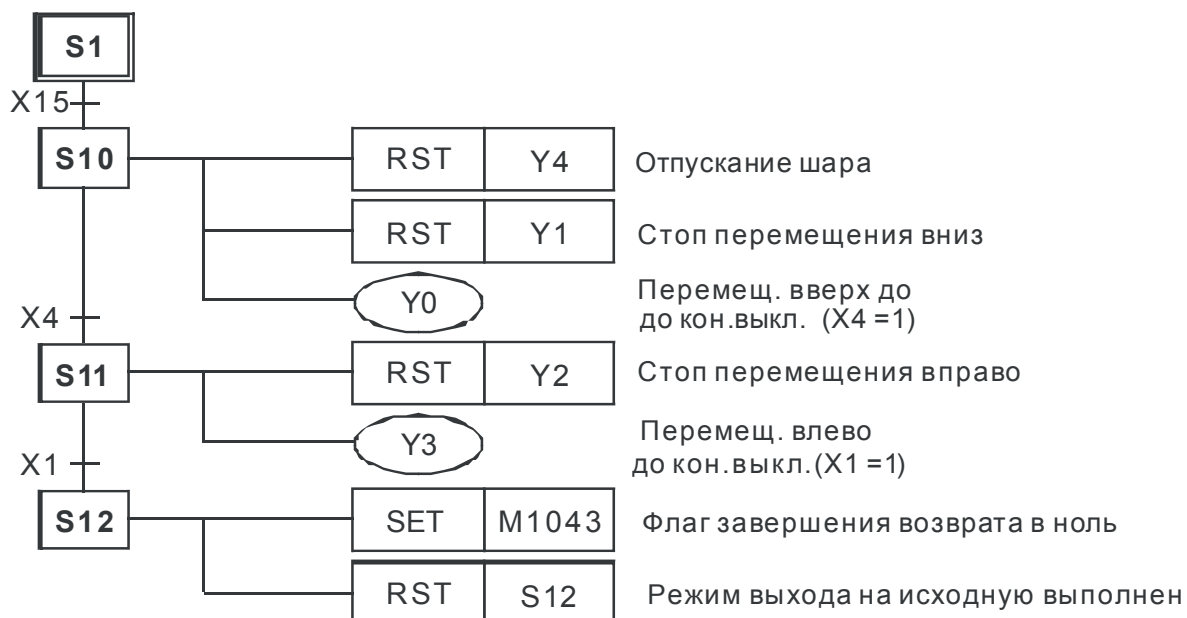 S1
X15
S10 RST Y4 Отпускание шара
RST Y1 Стоп перемещения вниз
Y0 Перемещ. вверх до
до кон.выкл. (X4 =1)
X4
S11 RST Y2 Стоп перемещения вправо
Y3 Перемещ. влево
до кон.выкл.(X1 =1)
X1
S12 SET M1043 Флаг завершения возврата в ноль
RST S12 Режим выхода на исходную выполнен